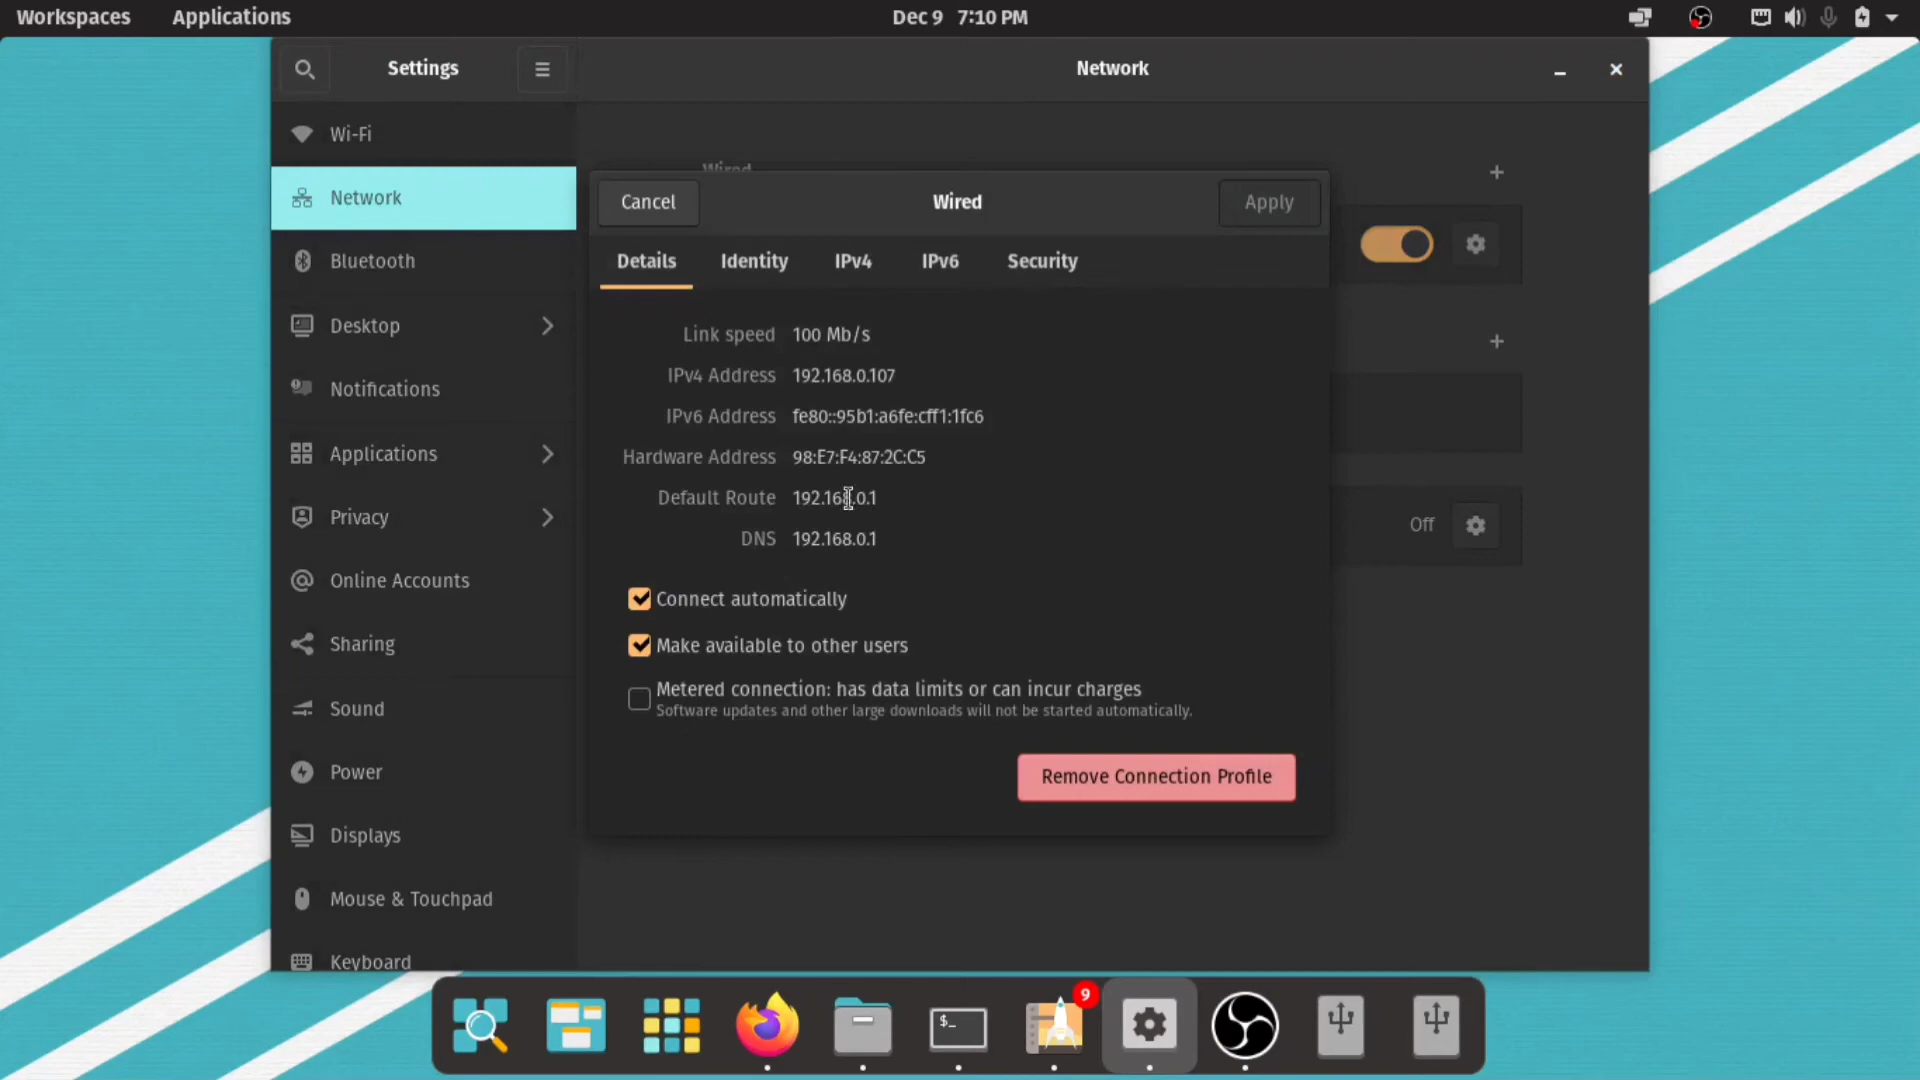 Workspaces Applications Dec 9 7:10 PM
Settings Network
Wi-Fi
Network
Bluetooth
Desktop
Notifications
Applications
Privacy
Online Accounts
Sharing
Sound
Power
Displays
Mouse & Touchpad
Keyboard
Wired
Cancel Wired Apply
Details Identity IPv4 IPv6 Security
Link speed 100 Mb/s
IPv4 Address 192.168.0.107
IPv6 Address fe80::95b1:a6fe:cff1:1fc6
Hardware Address 98:E7:F4:87:2C:C5
Default Route 192.168.0.1
DNS 192.168.0.1
Connect automatically
Make available to other users
Metered connection: has data limits or can incur charges
Software updates and other large downloads will not be started automatically.
Remove Connection Profile
Off
$_
9